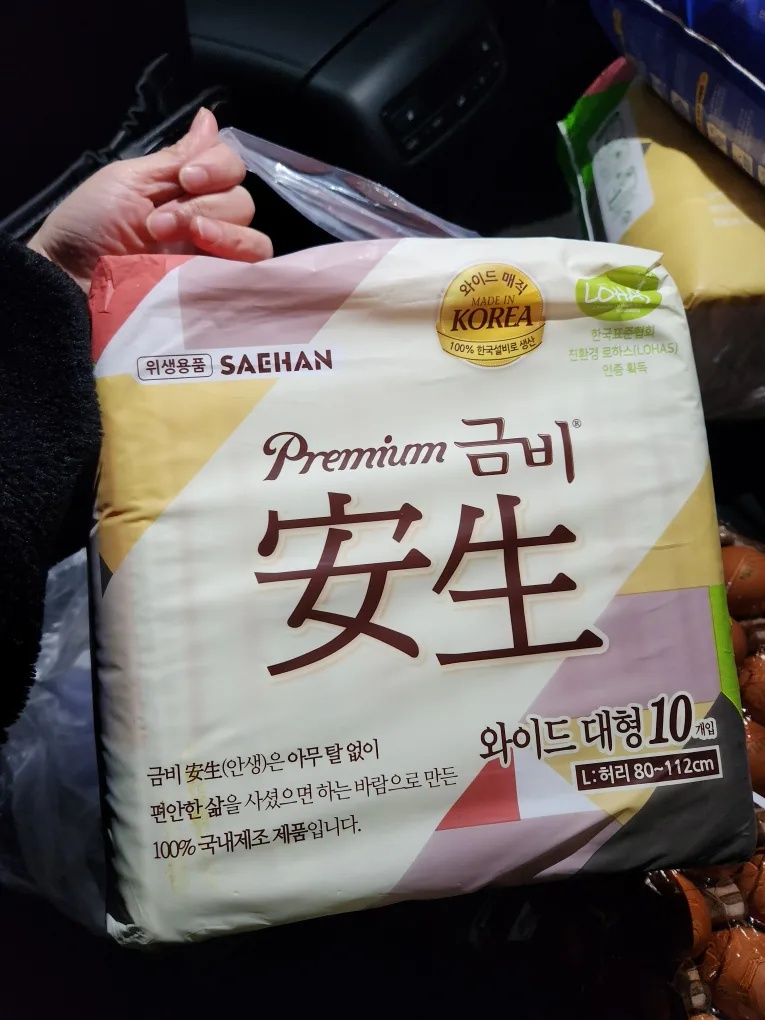 와이드 매직
MADE IN
KOREA
100% 한국설비로 생산
LOHAS
한국표준협회
친환경 로하스(LOHAS)
인증 획득
위생용품 SAEHAN
Premium 금비®
安生
와이드 대형 10 개입
L:허리 80~112cm
금비 安生(안생)은 아무 탈 없이
편안한 삶을 사셨으면 하는 바람으로 만든
100% 국내제조 제품입니다.